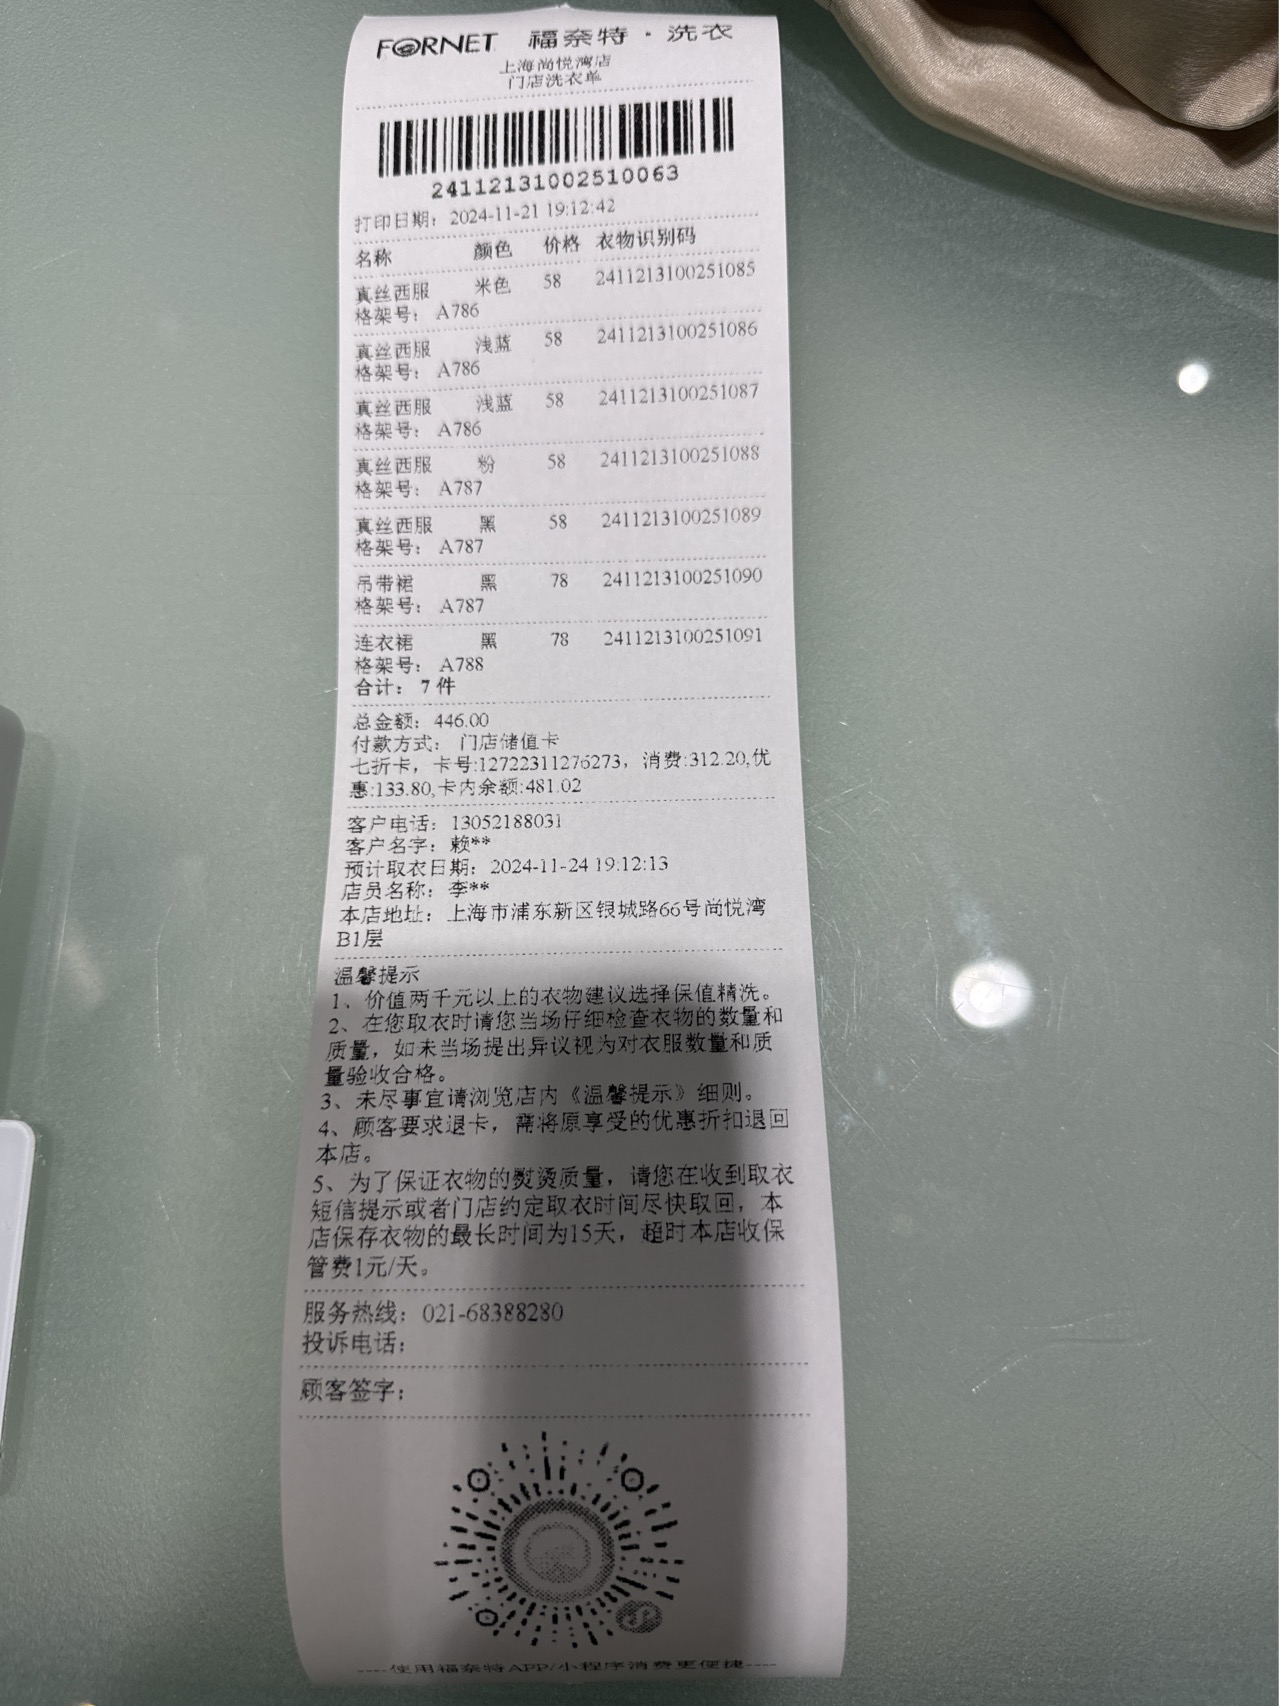 FORNET 福奈特·洗衣
上海尚悦湾店
门店洗衣单
24112131002510063
打印日期： 2024-11-21 19:12:42
名称 颜色 价格 衣物识别码
真丝西服 米色 58 2411213100251085
格架号： A786
真丝西服 浅蓝 58 2411213100251086
格架号： A786
真丝西服 浅蓝 58 2411213100251087
格架号： A786
真丝西服 粉 58 2411213100251088
格架号： A787
真丝西服 黑 58 2411213100251089
格架号： A787
吊带裙 黑 78 2411213100251090
格架号： A787
连衣裙 黑 78 2411213100251091
格架号： A788
合计： 7 件
总金额： 446.00
付款方式： 门店储值卡
七折卡，卡号:12722311276273，消费:312.20,优
惠:133.80,卡内余额:481.02
客户电话： 13052188031
客户名字： 赖**
预计取衣日期： 2024-11-24 19:12:13
店员名称： 李**
本店地址： 上海市浦东新区银城路66号尚悦湾
B1层
温馨提示
1、价值两千元以上的衣物建议选择保值精洗。
2、在您取衣时请您当场仔细检查衣物的数量和
质量，如未当场提出异议视为对衣服数量和质
量验收合格。
3、未尽事宜请浏览店内《温馨提示》细则。
4、顾客要求退卡，需将原享受的优惠折扣退回
本店。
5、为了保证衣物的熨烫质量，请您在收到取衣
短信提示或者门店约定取衣时间尽快取回，本
店保存衣物的最长时间为15天，超时本店收保
管费1元/天。
服务热线： 021-68388280
投诉电话：
顾客签字：
----使用福奈特APP/小程序消费更便捷----